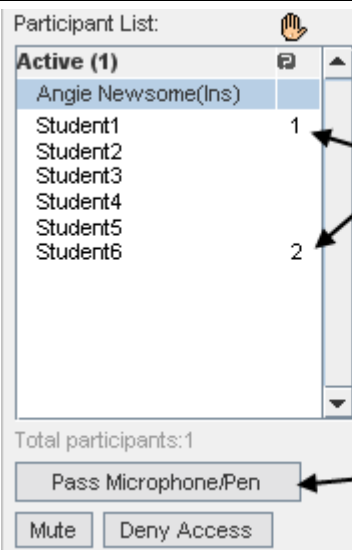 Participant List:
Active (1)
Angie Newsome(Ins)
Student1 1
Student2
Student3
Student4
Student5
Student6 2
Total participants:1
Pass Microphone/Pen
Mute Deny Access